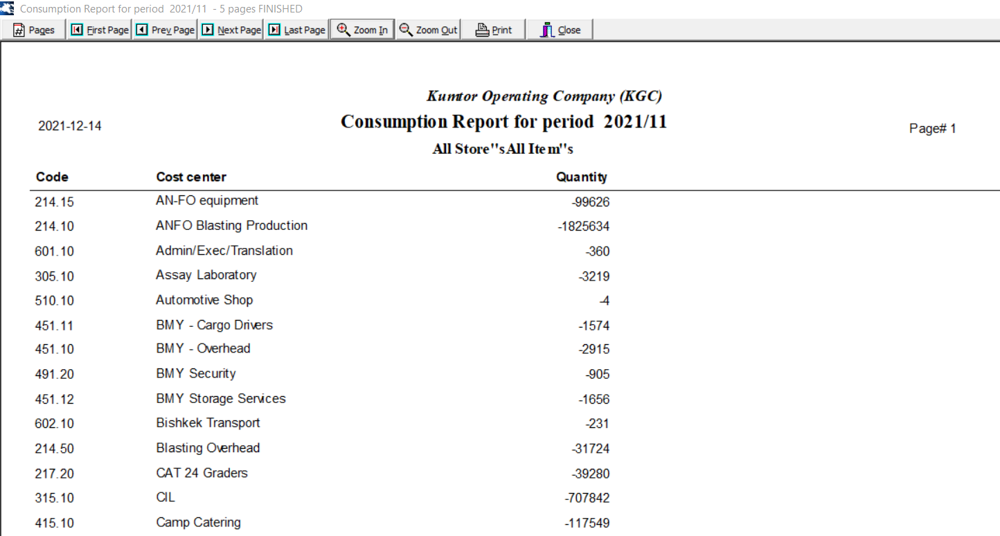 Consumption Report for period 2021/11 - 5 pages FINISHED
Pages First Page Prev Page Next Page Last Page Zoom In Zoom Out Print Close
Kumtor Operating Company (KGC)
2021-12-14 Consumption Report for period 2021/11 Page# 1
All Store"s All Item"s
Code Cost center Quantity
214.15 AN-FO equipment -99626
214.10 ANFO Blasting Production -1825634
601.10 Admin/Exec/Translation -360
305.10 Assay Laboratory -3219
510.10 Automotive Shop -4
451.11 BMY - Cargo Drivers -1574
451.10 BMY - Overhead -2915
491.20 BMY Security -905
451.12 BMY Storage Services -1656
602.10 Bishkek Transport -231
214.50 Blasting Overhead -31724
217.20 CAT 24 Graders -39280
315.10 CIL -707842
415.10 Camp Catering -117549